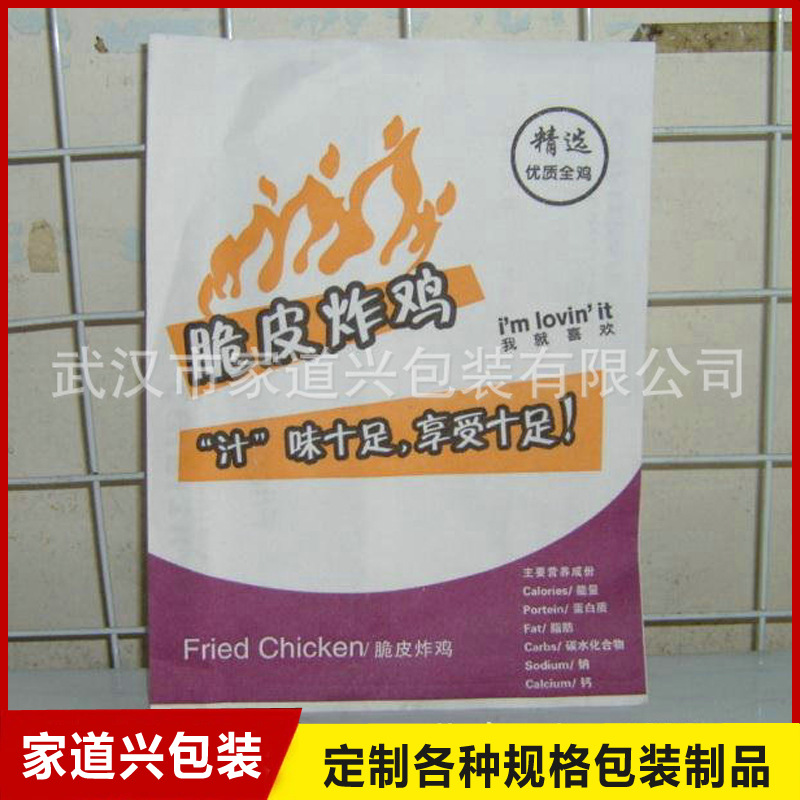 精选
优质全鸡
脆皮炸鸡
i'm lovin' it
我就喜欢
武汉市家道兴包装有限公司
“汁”味十足,享受十足!
主要营养成份
Calories/ 能量
Portein/ 蛋白质
Fat/ 脂肪
Carbs/ 碳水化合物
Sodium/ 钠
Calcium/ 钙
Fried Chicken/ 脆皮炸鸡
家道兴包装
定制各种规格包装制品